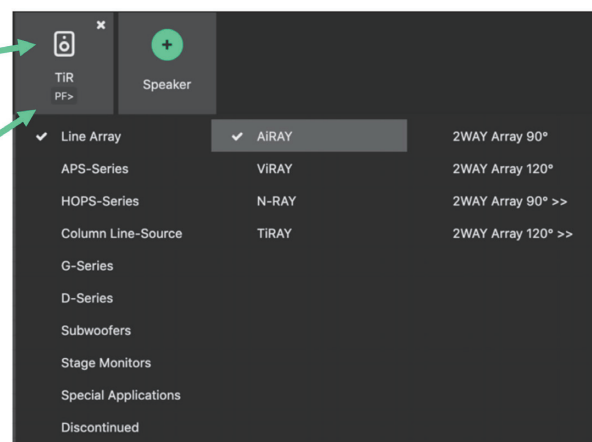 TiR
PF>
Speaker
Line Array
AiRAY
2WAY Array 90°
APS-Series
ViRAY
2WAY Array 120°
HOPS-Series
N-RAY
2WAY Array 90° >>
Column Line-Source
TiRAY
2WAY Array 120° >>
G-Series
D-Series
Subwoofers
Stage Monitors
Special Applications
Discontinued